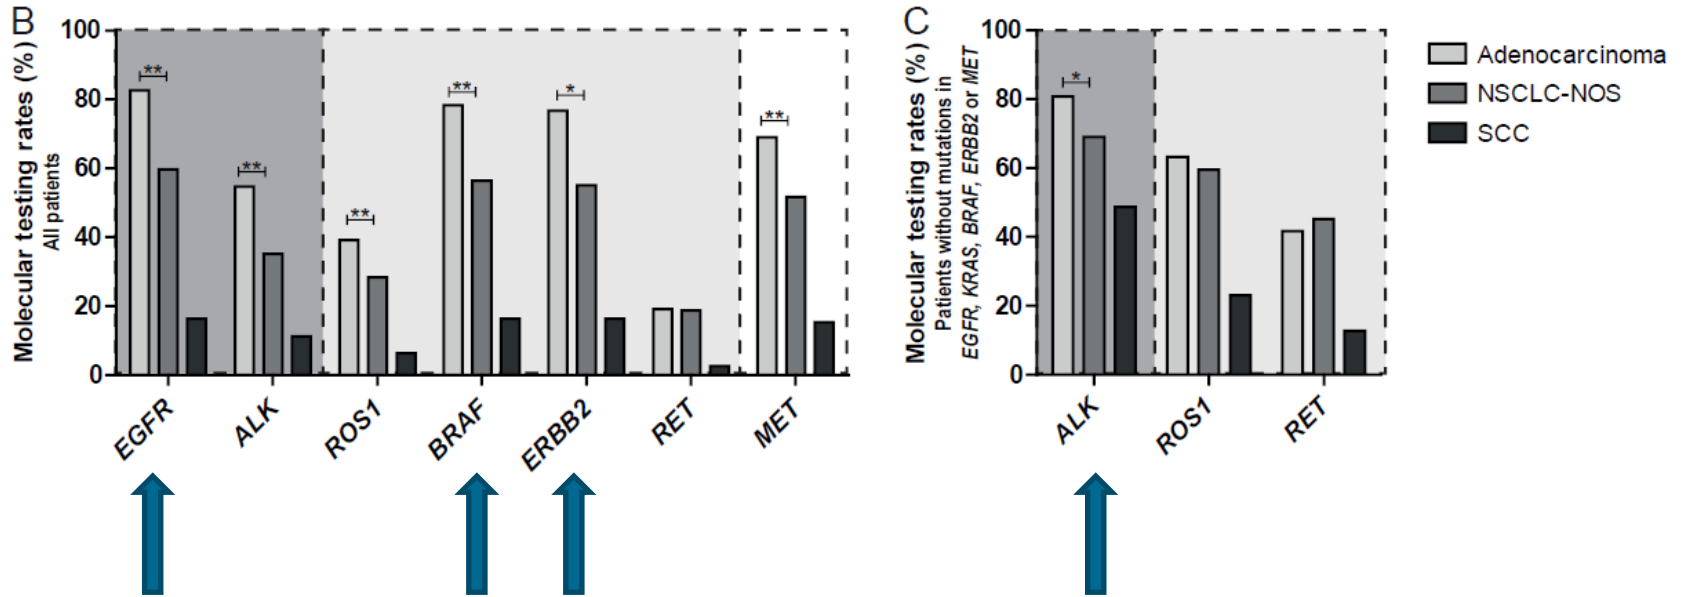 B
Molecular testing rates (%)
All patients
100
80
60
40
20
0
**
**
**
**
*
**
EGFR
ALK
ROS1
BRAF
ERBB2
RET
MET
C
Molecular testing rates (%)
Patients without mutations in
EGFR, KRAS, BRAF, ERBB2 or MET
100
80
60
40
20
0
*
ALK
ROS1
RET
Adenocarcinoma
NSCLC-NOS
SCC